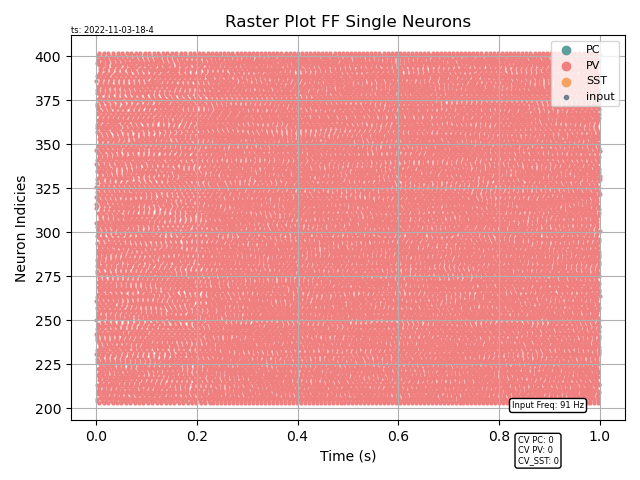 Raster Plot FF Single Neurons
ts: 2022-11-03-18-4
PC
PV
SST
input
400
375
350
325
300
275
250
225
200
Neuron Indicies
Input Freq: 91 Hz
0.0 0.2 0.4 0.6 0.8 1.0
Time (s)
CV PC: 0
CV PV: 0
CV_SST: 0